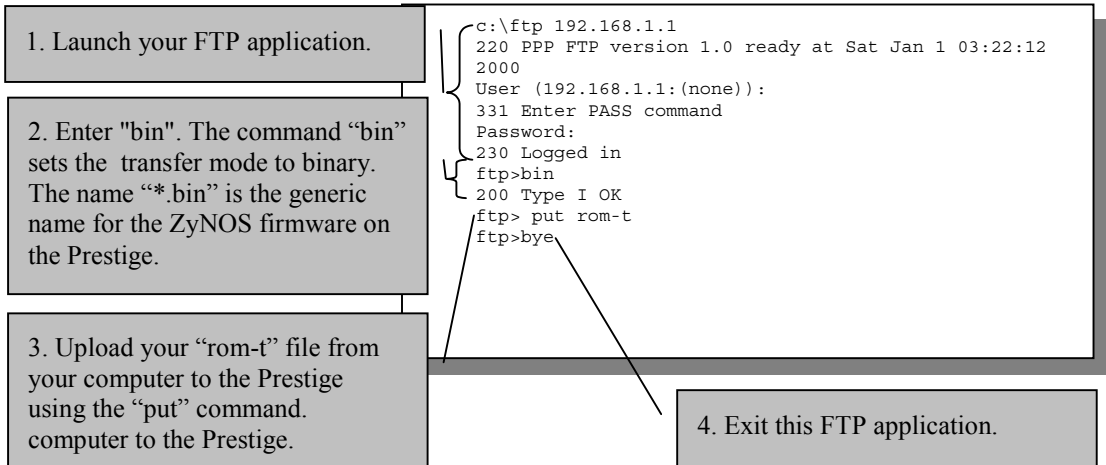 1. Launch your FTP application.
2. Enter "bin". The command “bin”
sets the  transfer mode to binary.
The name “*.bin” is the generic
name for the ZyNOS firmware on
the Prestige.
3. Upload your “rom-t” file from
your computer to the Prestige
using the “put” command.
computer to the Prestige.
c:\ftp 192.168.1.1
220 PPP FTP version 1.0 ready at Sat Jan 1 03:22:12
2000
User (192.168.1.1:(none)):
331 Enter PASS command
Password:
230 Logged in
ftp>bin
200 Type I OK
ftp> put rom-t
ftp>bye
4. Exit this FTP application.